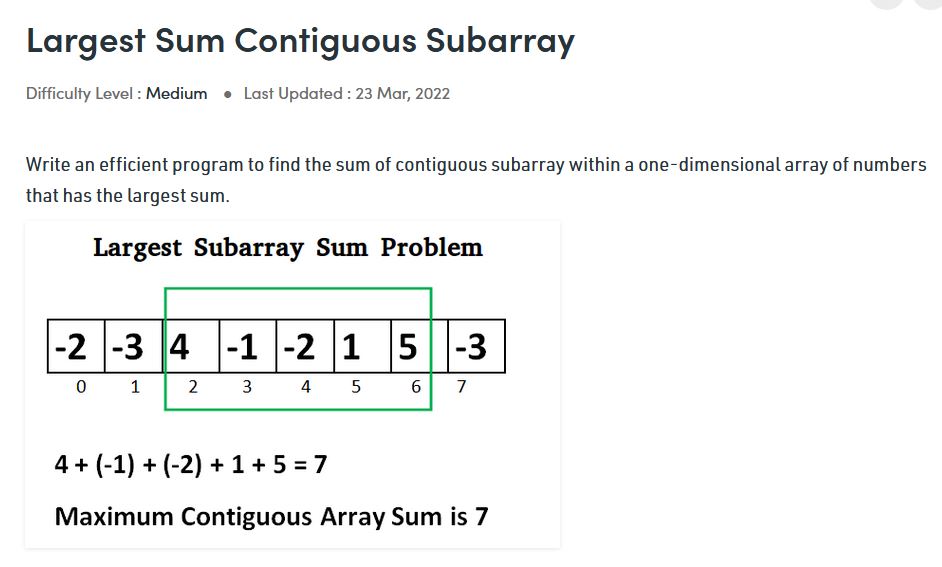 Largest Sum Contiguous Subarray
Difficulty Level : Medium ● Last Updated : 23 Mar, 2022
Write an efficient program to find the sum of contiguous subarray within a one-dimensional array of numbers
that has the largest sum.
Largest Subarray Sum Problem
-2 -3 4 -1 -2 1 5 -3
0 1 2 3 4 5 6 7
4 + (-1) + (-2) + 1 + 5 = 7
Maximum Contiguous Array Sum is 7